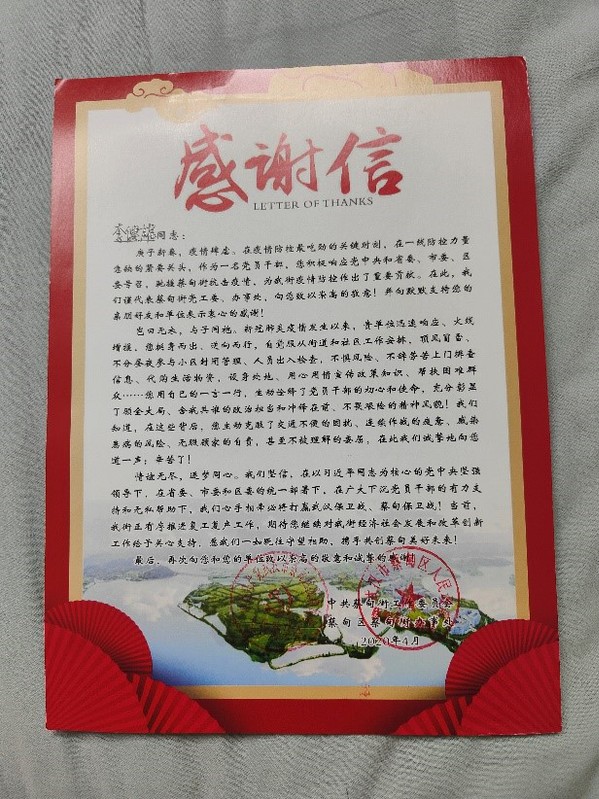 感谢信
LETTER OF THANKS
同志：
庚子新春，疫情肆虐。在疫情防控最吃劲的关键时刻，在一线防控力量
急缺的紧要关头，作为一名党员干部，您积极响应党中共和省委、市委、区
委号召，驰援蔡甸街抗击疫情，为我街疫情防控作出了重要贡献。在此，我
们谨代表蔡甸街党工委、办事处，向您致以崇高的敬意！并向默默支持您的
亲朋好友和单位表示衷心的感谢！
岂曰无衣，与子同袍。新冠肺炎疫情发生以来，贵单位迅速响应、火线
增援。您挺身而出、逆向而行，自觉服从街道和社区工作安排，顶风冒雪、
不分昼夜参与小区封闭管理、人员出入检查，不惧风险、不辞劳苦上门排查
信息、代购生活物资，设身处地、用心用情宣传政策知识、帮扶困难群
众……您用自己的一言一行，生动诠释了党员干部的初心和使命，充分彰显
了顾全大局、舍我其谁的政治担当和冲锋在前、不畏艰险的精神风貌！我们
知道，在这些背后，您主动克服了交通不便的困扰、连续作战的疲惫、感染
患病的风险、无暇顾家的自责，甚至不被理解的委屈，在此我们诚挚地向您
道一声：辛苦了！
情谊无尽，逐梦同心。我们坚信，在以习近平同志为核心的党中央坚强
领导下，在省委、市委和区委的统一部署下，在广大下沉党员干部的有力支
持和无私帮助下，我们心手相牵必将打赢武汉保卫战、蔡甸保卫战！当前，
我街正有序推进复工复产工作，期待您继续对我街经济社会发展和改革创新
工作给予关心支持，愿我们一如既往守望相助，携手共创蔡甸美好未来！
最后，再次向您和您的单位致以崇高的敬意和诚挚的感谢！
中共蔡甸街工作委员会
蔡甸区蔡甸街办事处
2020年4月